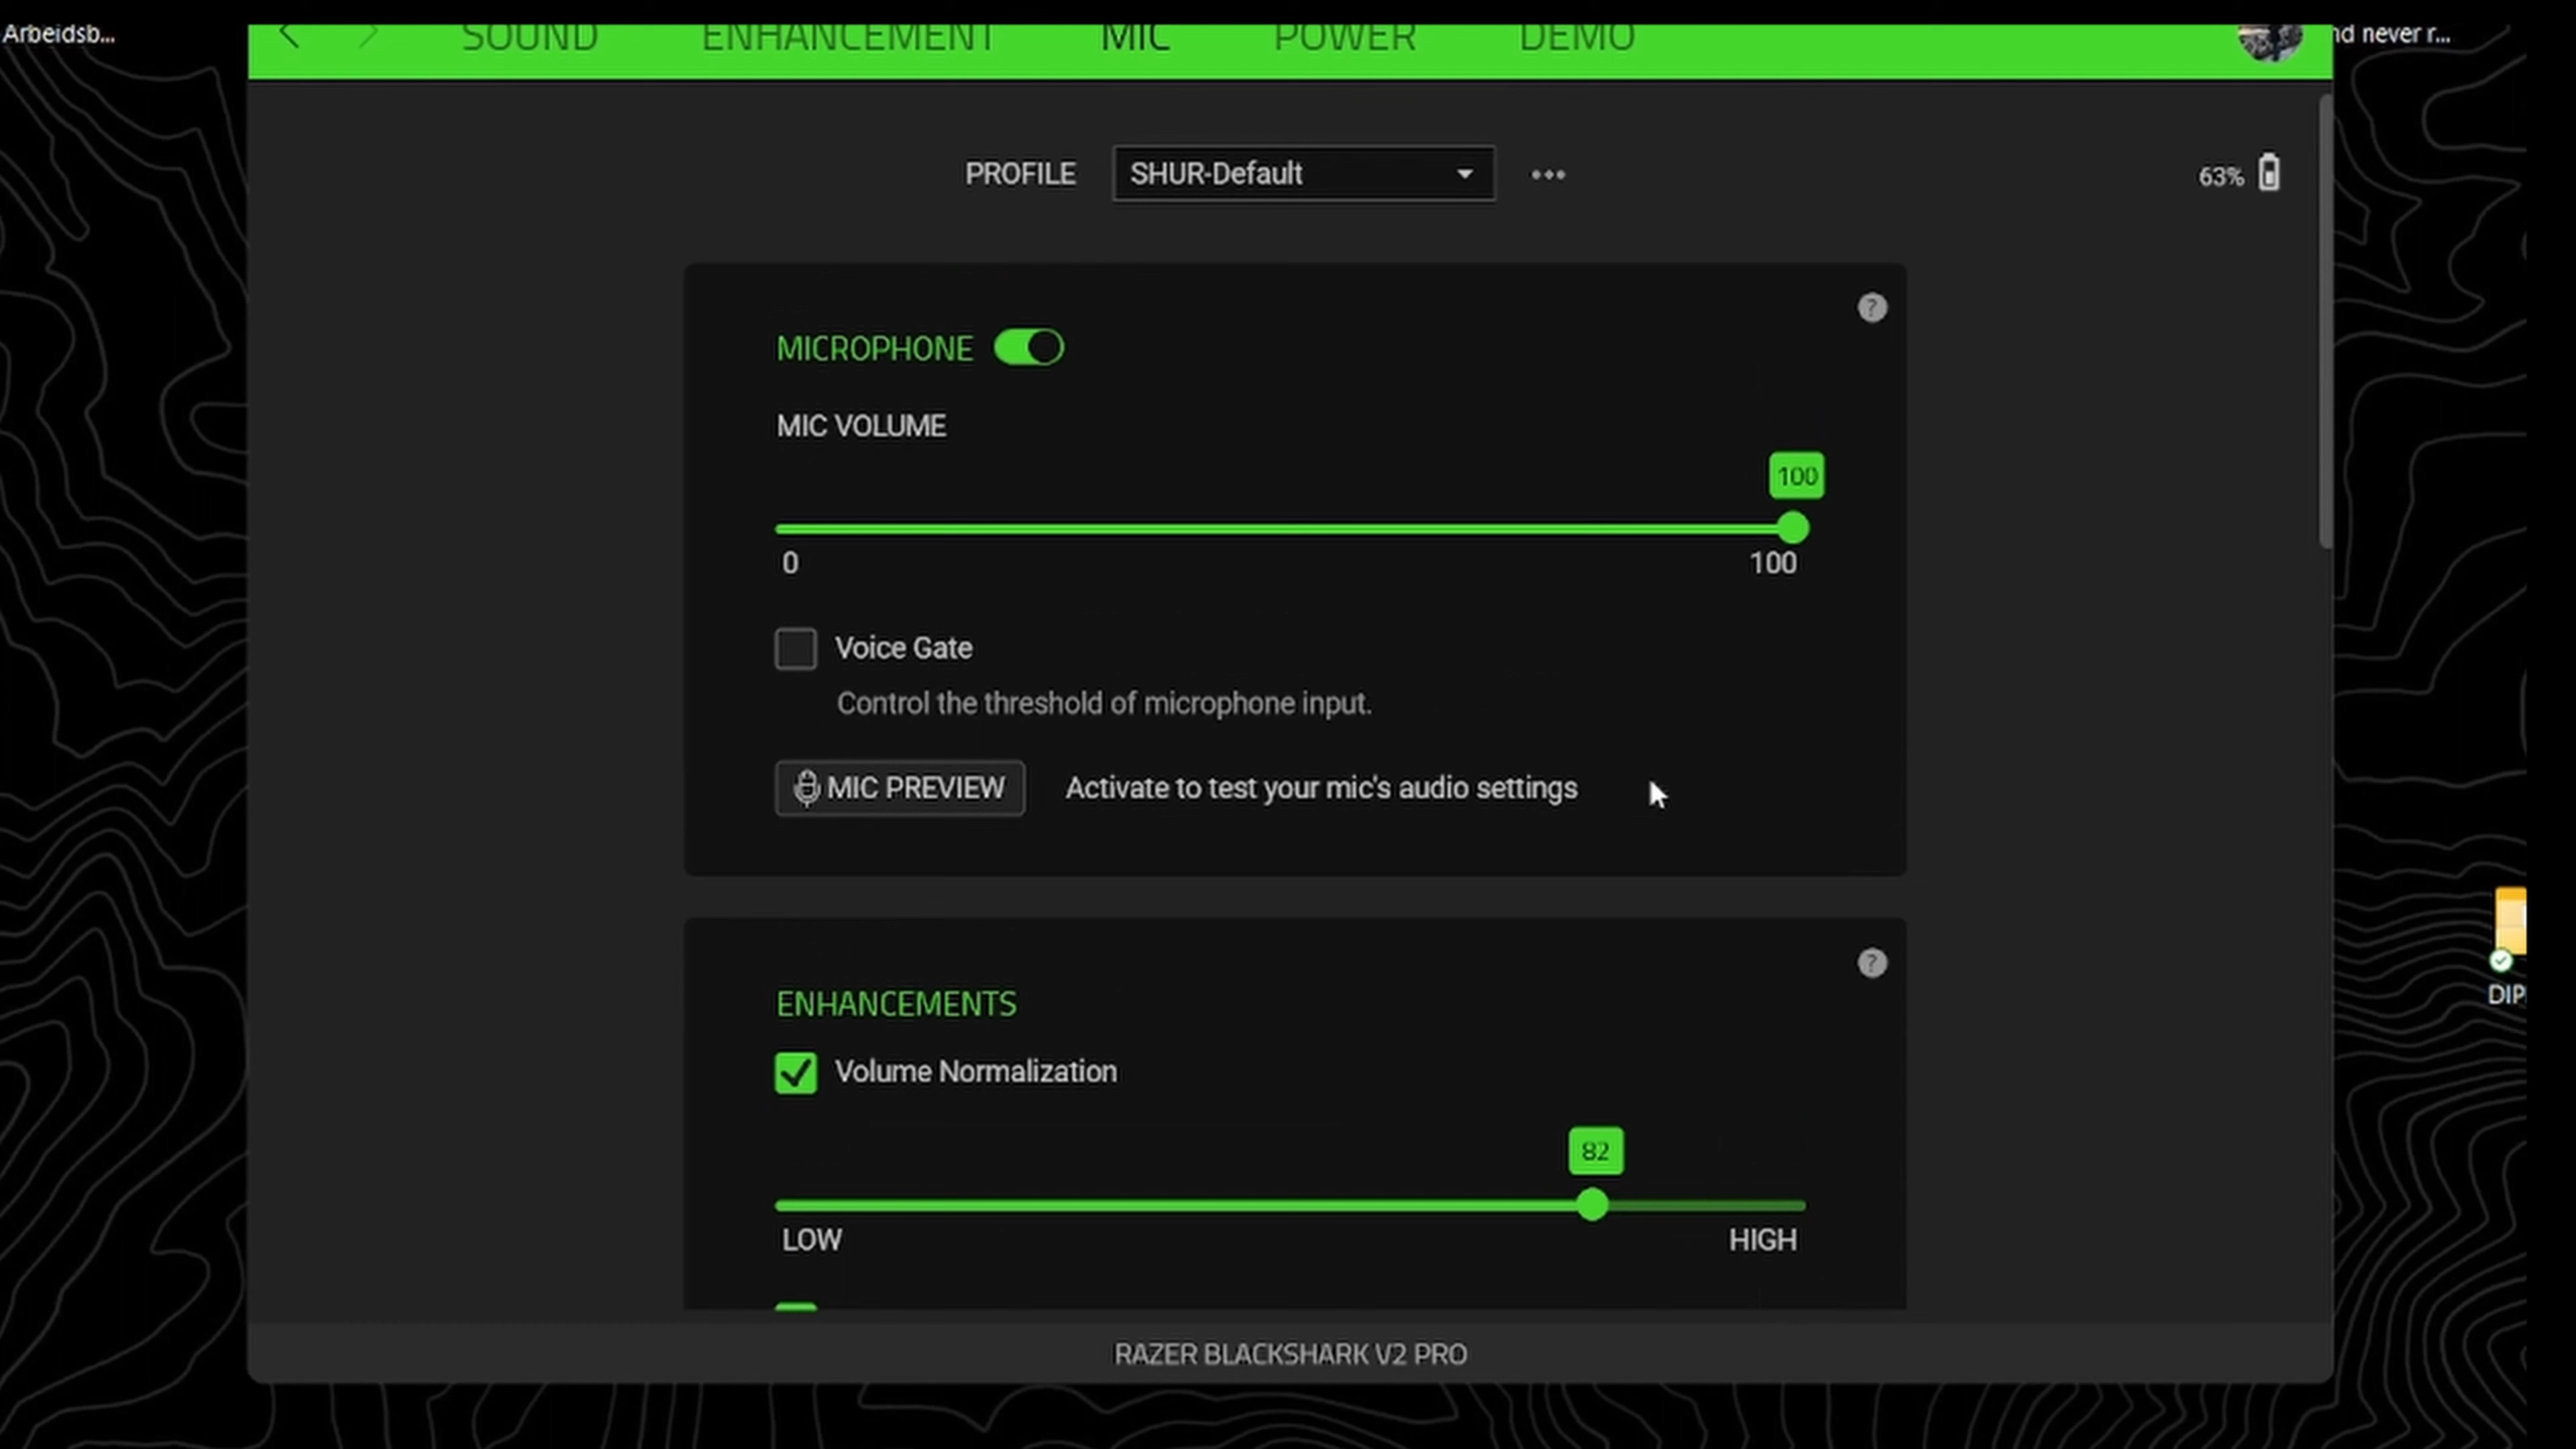 Arbeidsb...
SOUND ENHANCEMENT MIC POWER DEMO
nd never r...
PROFILE SHUR-Default
63%
MICROPHONE
MIC VOLUME
100
0 100
Voice Gate
Control the threshold of microphone input.
MIC PREVIEW Activate to test your mic's audio settings
ENHANCEMENTS
Volume Normalization
82
LOW HIGH
DIP
RAZER BLACKSHARK V2 PRO